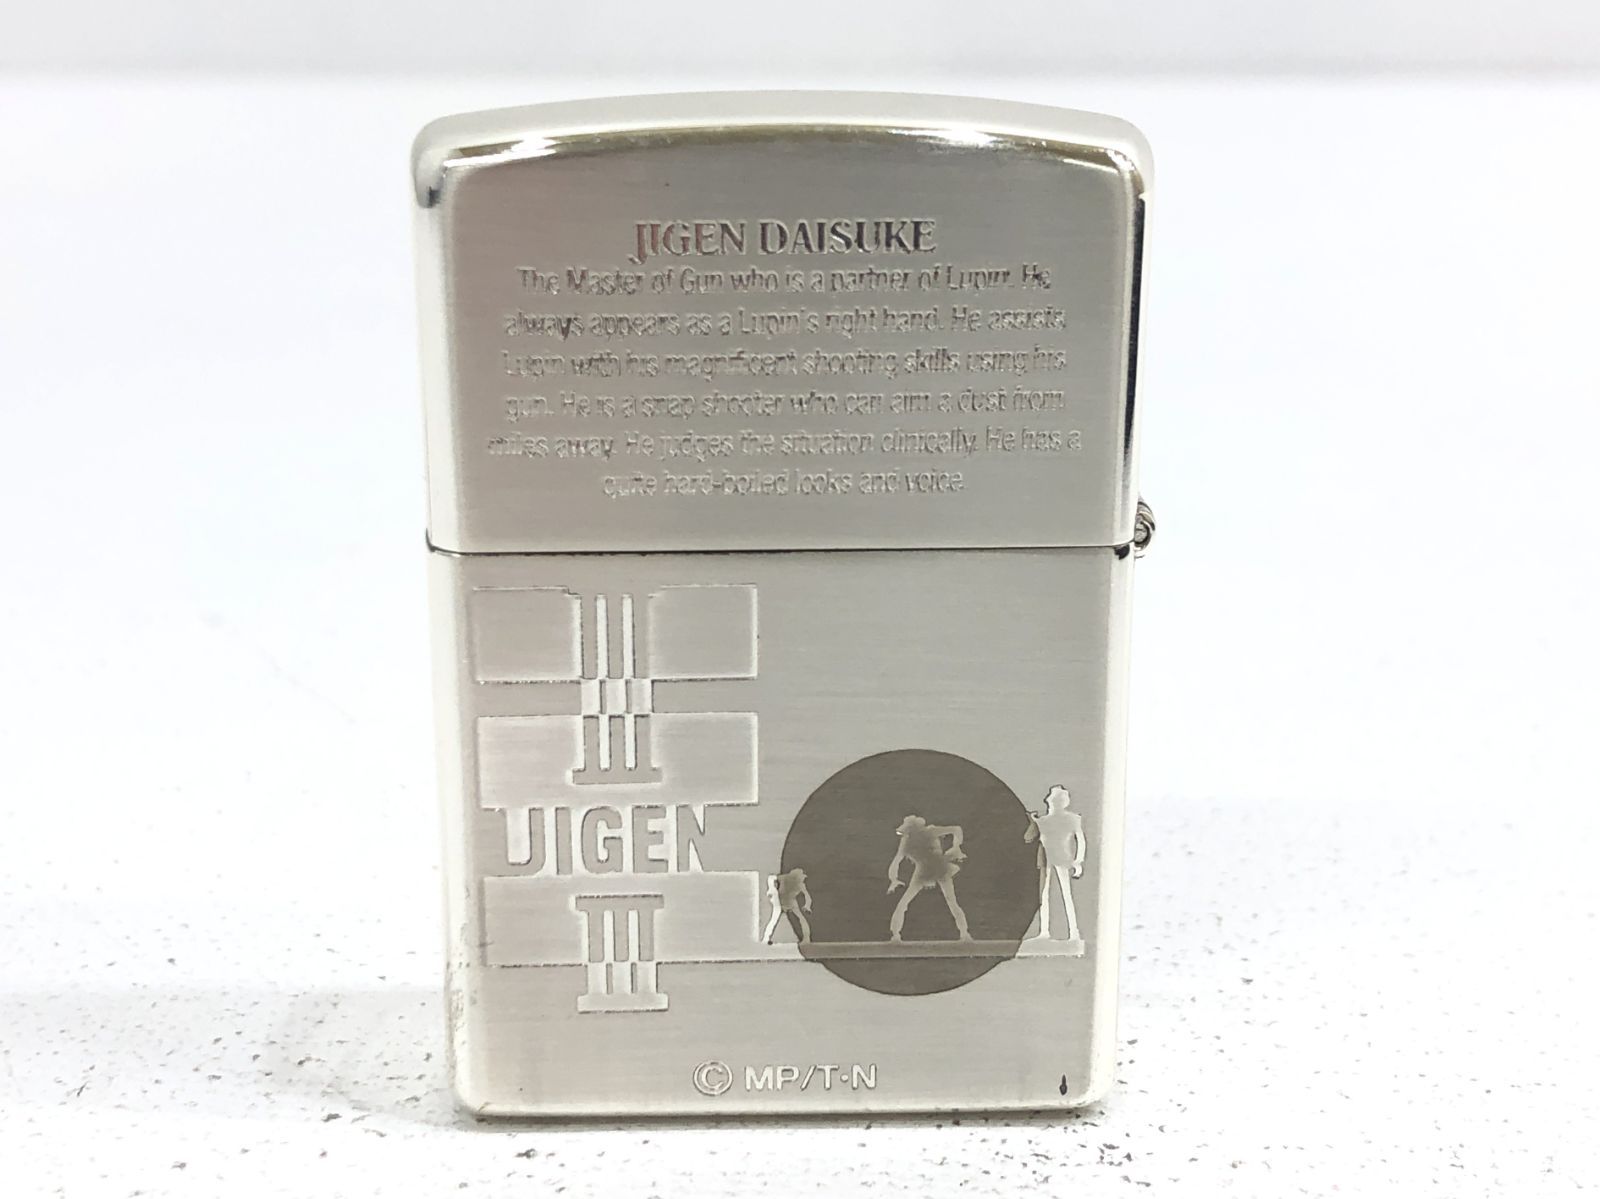 JIGEN DAISUKE
The Master of Gun who is a partner of Lupin. He
always appears as a Lupin's right hand. He assists
Lupin with his magnificent shooting skills using his
gun. He is a snap shooter who can aim a dust from
miles away. He judges the situation clinically. He has a
quite hard-boiled looks and voice.
III
JIGEN
III
© MP/T·N